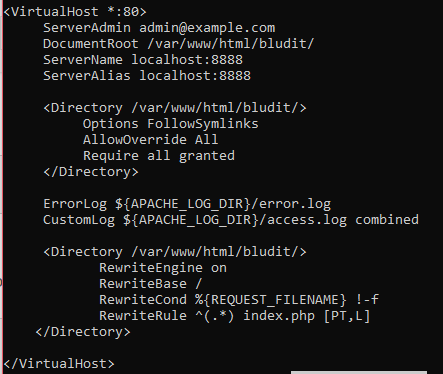 <VirtualHost *:80>
ServerAdmin admin@example.com
DocumentRoot /var/www/html/bludit/
ServerName localhost:8888
ServerAlias localhost:8888
<Directory /var/www/html/bludit/>
Options FollowSymlinks
AllowOverride All
Require all granted
</Directory>
ErrorLog ${APACHE_LOG_DIR}/error.log
CustomLog ${APACHE_LOG_DIR}/access.log combined
<Directory /var/www/html/bludit/>
RewriteEngine on
RewriteBase /
RewriteCond %{REQUEST_FILENAME} !-f
RewriteRule ^(.*) index.php [PT,L]
</Directory>
</VirtualHost>